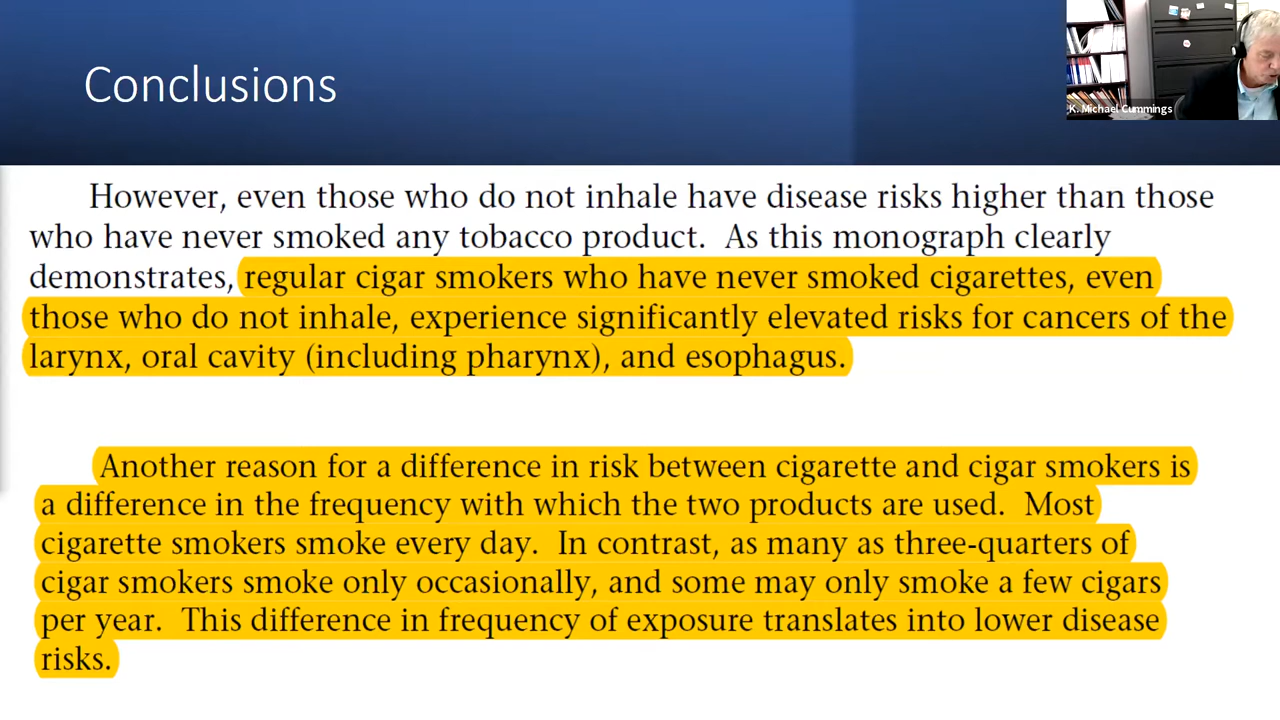 Conclusions
K. Michael Cummings
However, even those who do not inhale have disease risks higher than those
who have never smoked any tobacco product. As this monograph clearly
demonstrates, regular cigar smokers who have never smoked cigarettes, even
those who do not inhale, experience significantly elevated risks for cancers of the
larynx, oral cavity (including pharynx), and esophagus.
Another reason for a difference in risk between cigarette and cigar smokers is
a difference in the frequency with which the two products are used. Most
cigarette smokers smoke every day. In contrast, as many as three-quarters of
cigar smokers smoke only occasionally, and some may only smoke a few cigars
per year. This difference in frequency of exposure translates into lower disease
risks.